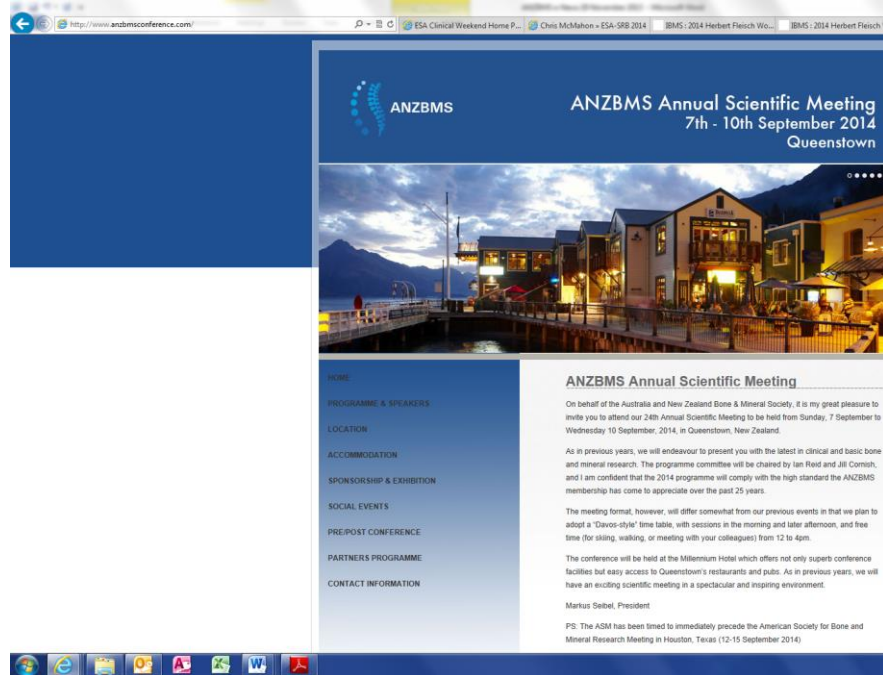 http://www.anzbmsconference.com/
ESA Clinical Weekend Home P...
Chris McMahon « ESA-SRB 2014
IBMS : 2014 Herbert Fleisch Wo...
IBMS : 2014 Herbert Fleisch
ANZBMS
ANZBMS Annual Scientific Meeting
7th - 10th September 2014
Queenstown
HOME
PROGRAMME & SPEAKERS
LOCATION
ACCOMMODATION
SPONSORSHIP & EXHIBITION
SOCIAL EVENTS
PRE/POST CONFERENCE
PARTNERS PROGRAMME
CONTACT INFORMATION
ANZBMS Annual Scientific Meeting
On behalf of the Australia and New Zealand Bone & Mineral Society, it is my great pleasure to
invite you to attend our 24th Annual Scientific Meeting to be held from Sunday, 7 September to
Wednesday 10 September, 2014, in Queenstown, New Zealand.
As in previous years, we will endeavour to present you with the latest in clinical and basic bone
and mineral research. The programme committee will be chaired by Ian Reid and Jill Cornish,
and I am confident that the 2014 programme will comply with the high standard the ANZBMS
membership has come to appreciate over the past 25 years.
The meeting format, however, will differ somewhat from our previous events in that we plan to
adopt a "Davos-style" time table, with sessions in the morning and later afternoon, and free
time (for skiing, walking, or meeting with your colleagues) from 12 to 4pm.
The conference will be held at the Millennium Hotel which offers not only superb conference
facilities but easy access to Queenstown's restaurants and pubs. As in previous years, we will
have an exciting scientific meeting in a spectacular and inspiring environment.
Markus Seibel, President
PS: The ASM has been timed to immediately precede the American Society for Bone and
Mineral Research Meeting in Houston, Texas (12-15 September 2014)